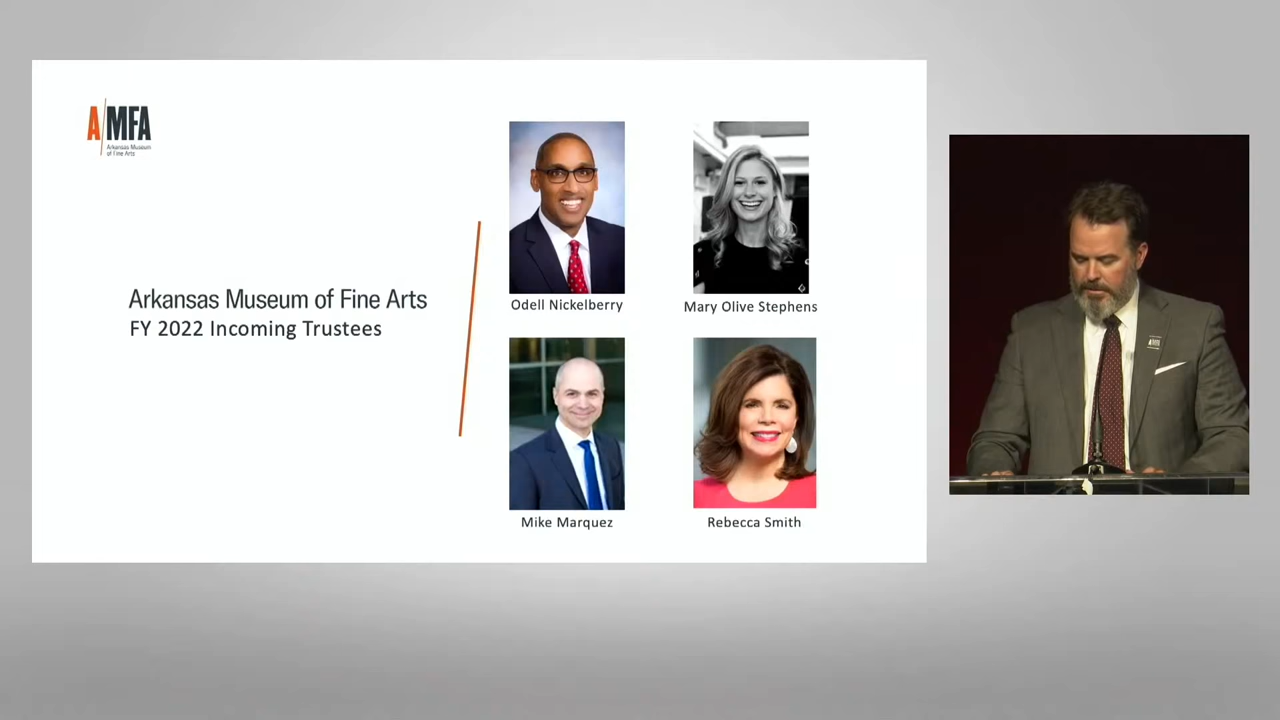 A/MFA
Arkansas Museum
of Fine Arts
Arkansas Museum of Fine Arts
FY 2022 Incoming Trustees
Odell Nickelberry
Mary Olive Stephens
Mike Marquez
Rebecca Smith